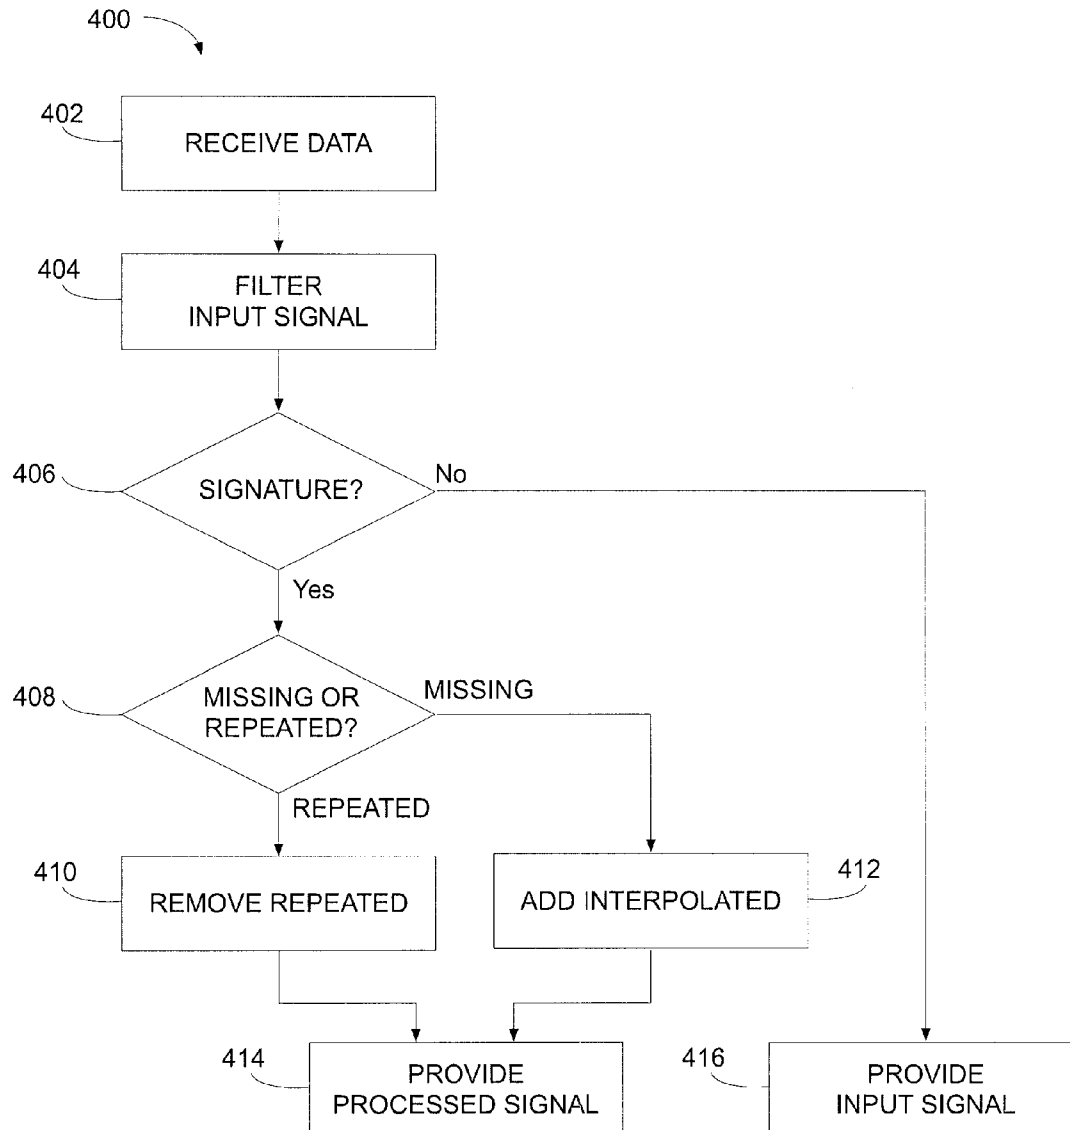 400
402
RECEIVE DATA
404
FILTER
INPUT SIGNAL
406
SIGNATURE?
No
Yes
408
MISSING OR
REPEATED?
MISSING
REPEATED
410
REMOVE REPEATED
ADD INTERPOLATED
412
414
PROVIDE
PROCESSED SIGNAL
416
PROVIDE
INPUT SIGNAL